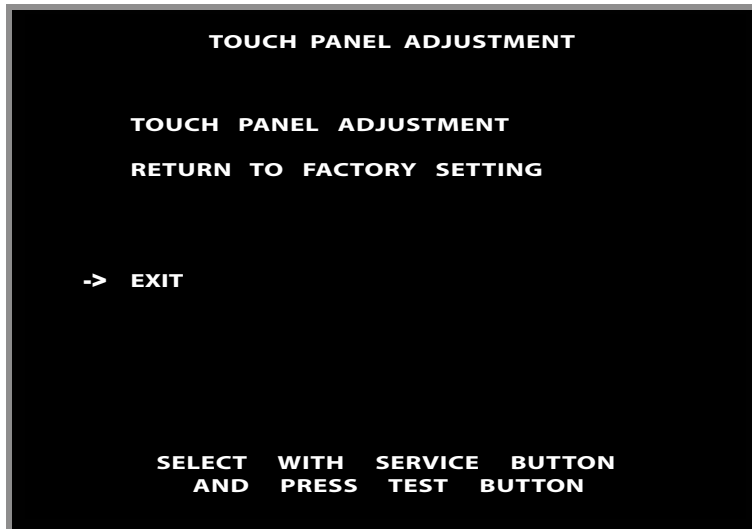 TOUCH PANEL ADJUSTMENT
TOUCH PANEL ADJUSTMENT
RETURN TO FACTORY SETTING
-> EXIT
SELECT WITH SERVICE BUTTON
AND PRESS TEST BUTTON